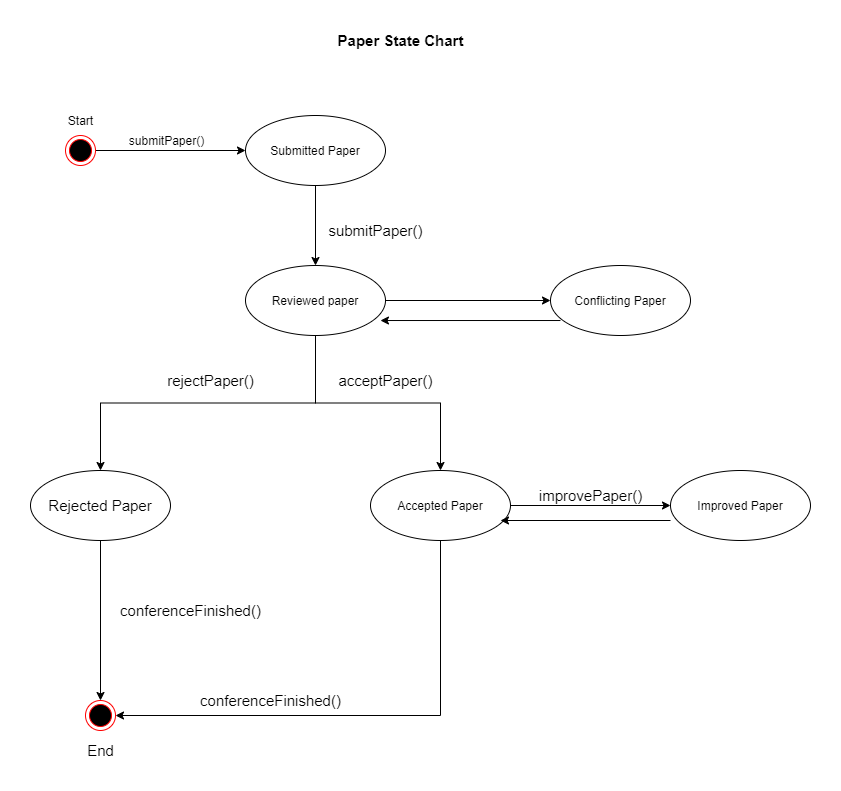 Paper State Chart
Start
submitPaper()
Submitted Paper
submitPaper()
Reviewed paper
Conflicting Paper
rejectPaper()
acceptPaper()
Rejected Paper
Accepted Paper
improvePaper()
Improved Paper
conferenceFinished()
conferenceFinished()
End